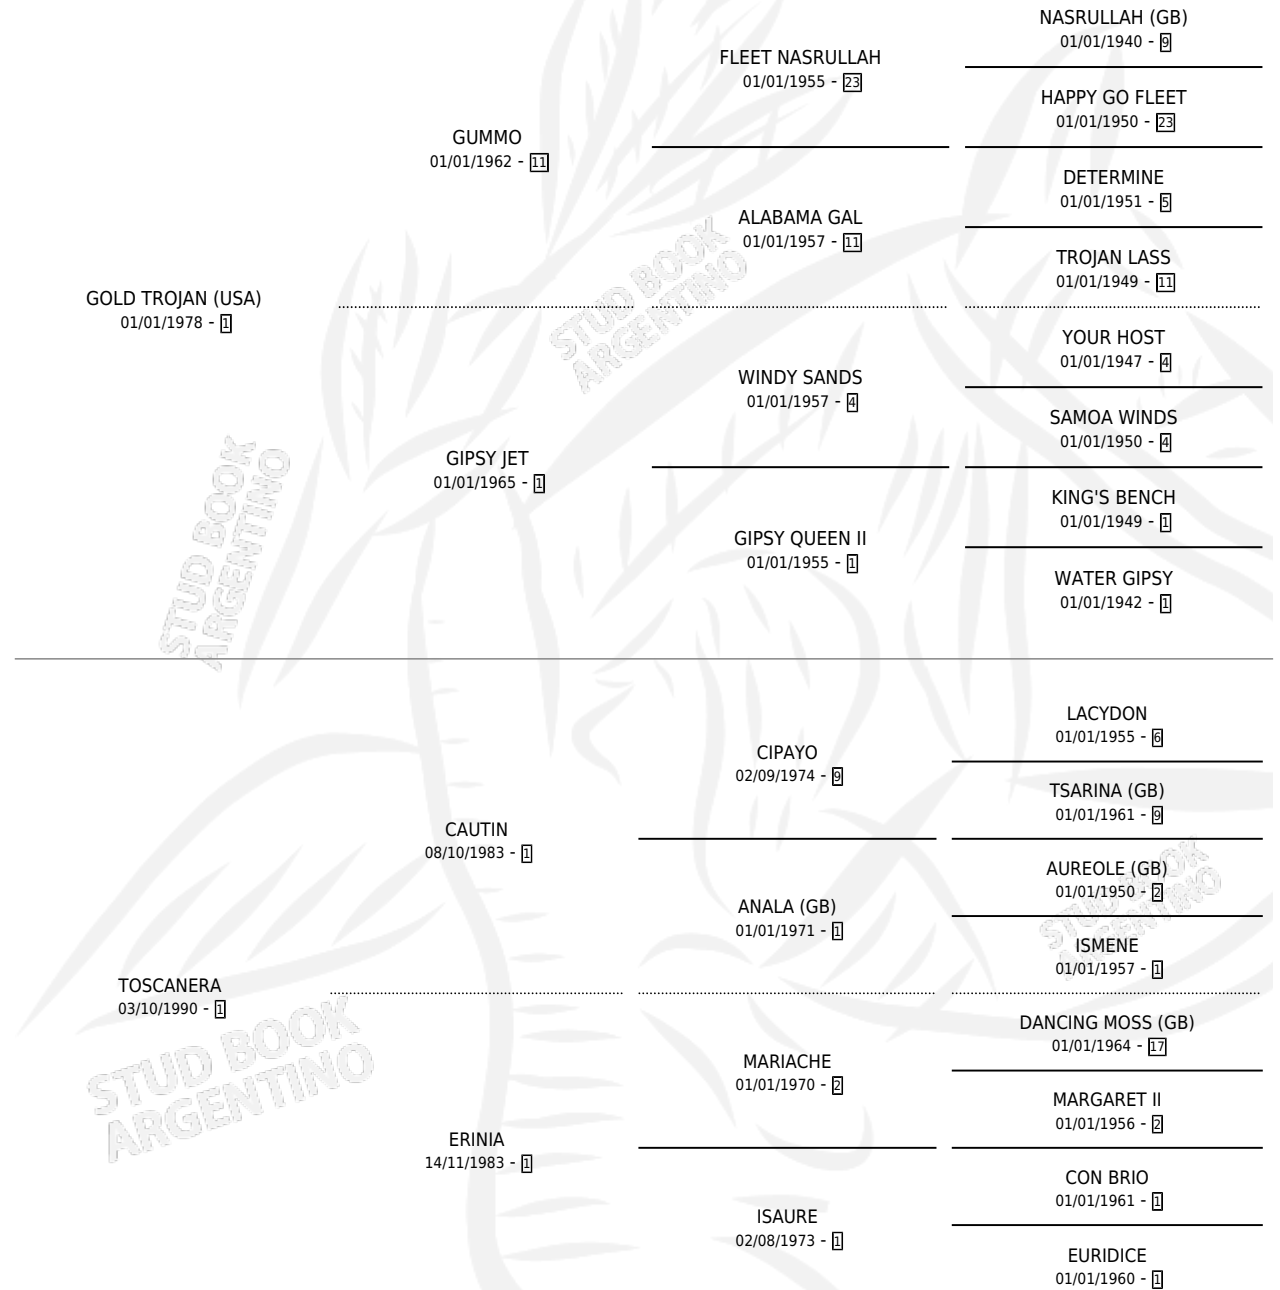 NASRULLAH (GB)
01/01/1940 - 9
FLEET NASRULLAH
01/01/1955 - 23
HAPPY GO FLEET
01/01/1950 - 23
GUMMO
01/01/1962 - 11
DETERMINE
01/01/1951 - 5
ALABAMA GAL
01/01/1957 - 11
TROJAN LASS
01/01/1949 - 11
GOLD TROJAN (USA)
01/01/1978 - 1
STUD BOOK
ARGENTINO
YOUR HOST
01/01/1947 - 4
WINDY SANDS
01/01/1957 - 4
SAMOA WINDS
01/01/1950 - 4
GIPSY JET
01/01/1965 - 1
KING'S BENCH
01/01/1949 - 1
GIPSY QUEEN II
01/01/1955 - 1
WATER GIPSY
01/01/1942 - 1
STUD BOOK
ARGENTINO
LACYDON
01/01/1955 - 6
CIPAYO
02/09/1974 - 9
TSARINA (GB)
01/01/1961 - 9
CAUTIN
08/10/1983 - 1
AUREOLE (GB)
01/01/1950 - 2
STUD BOOK
ARGENTINO
ANALA (GB)
01/01/1971 - 1
ISMENE
01/01/1957 - 1
TOSCANERA
03/10/1990 - 1
STUD BOOK
ARGENTINO
DANCING MOSS (GB)
01/01/1964 - 17
MARIACHE
01/01/1970 - 2
MARGARET II
01/01/1956 - 2
ERINIA
14/11/1983 - 1
CON BRIO
01/01/1961 - 1
ISAURE
02/08/1973 - 1
EURIDICE
01/01/1960 - 1